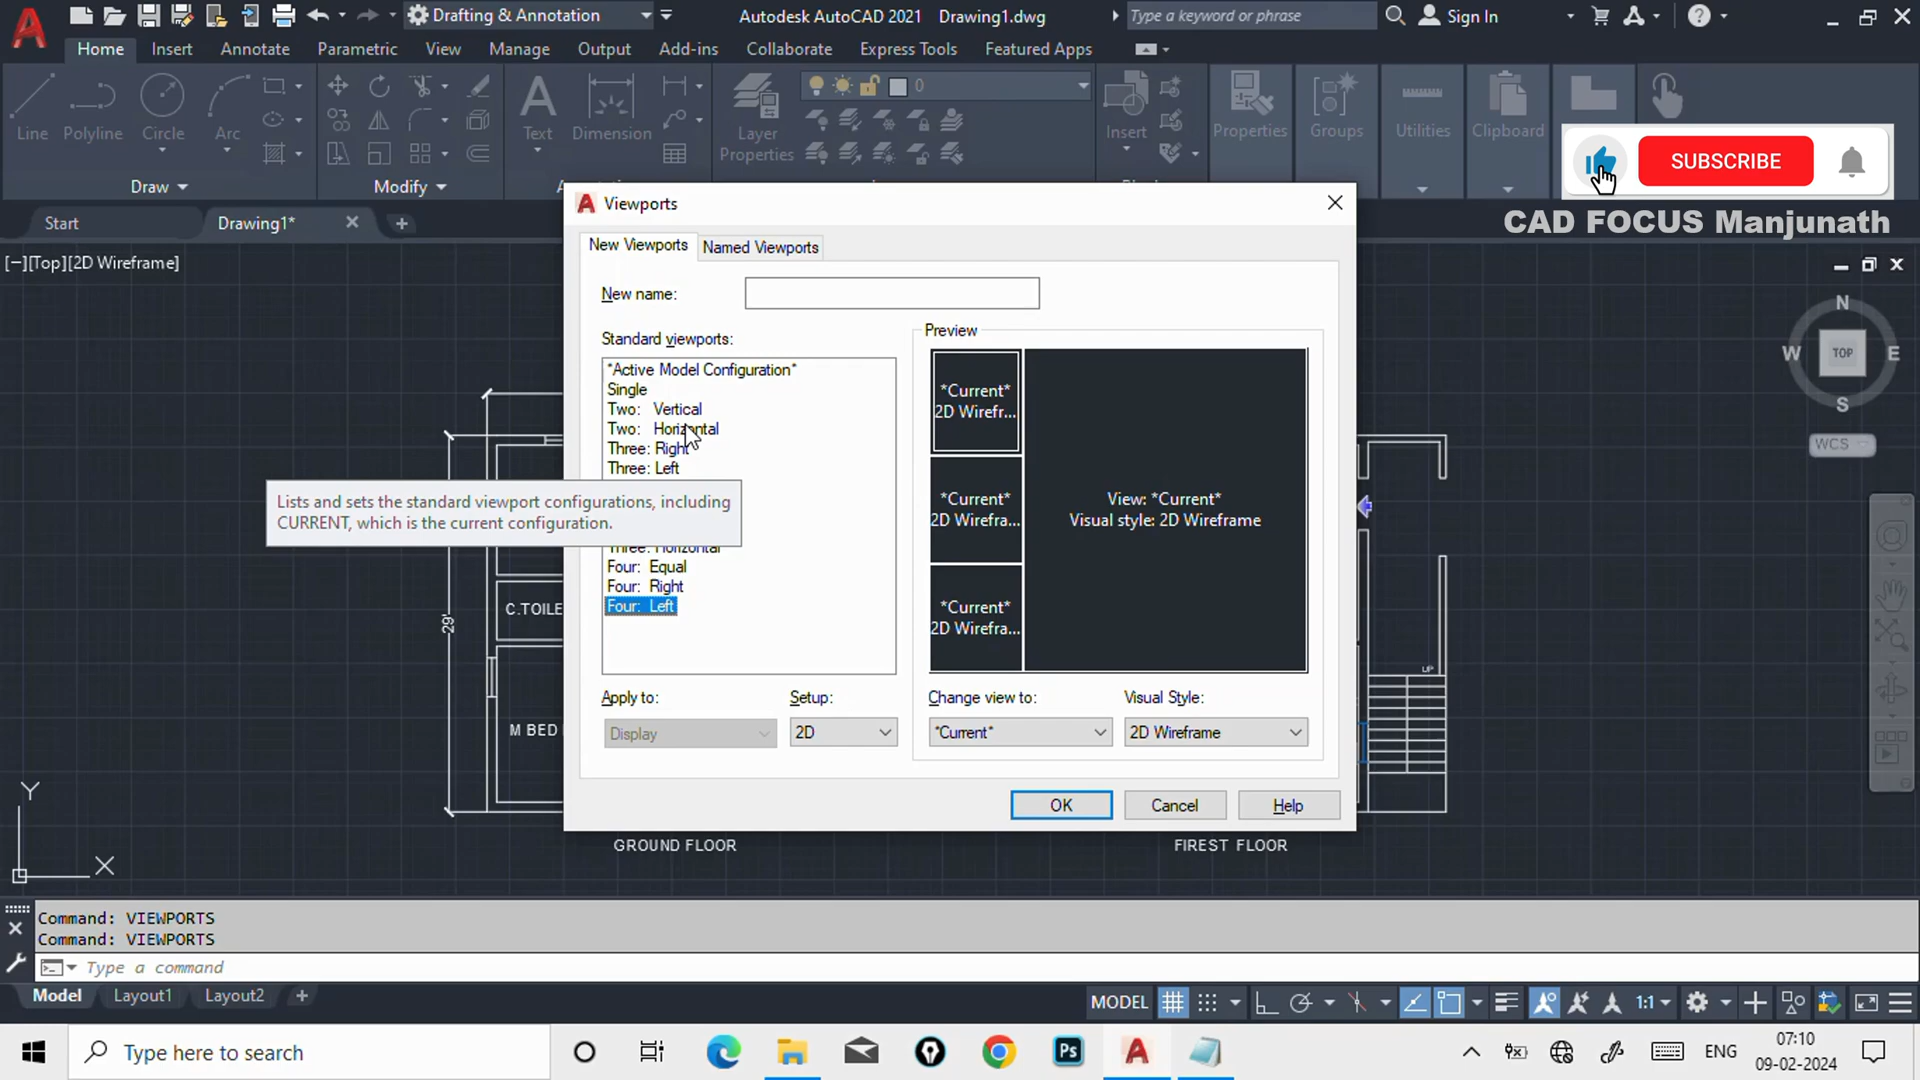 Drafting & Annotation
Autodesk AutoCAD 2021 Drawing1.dwg
Type a keyword or phrase
Sign In
Home Insert Annotate Parametric View Manage Output Add-ins Collaborate Express Tools Featured Apps
0
Line Polyline Circle Arc
Text Dimension
Layer Properties
Insert
Properties Groups Utilities Clipboard
Draw Modify
SUBSCRIBE
CAD FOCUS Manjunath
Start Drawing1*
[−][Top][2D Wireframe]
Viewports
New Viewports Named Viewports
New name:
Standard viewports:
*Active Model Configuration*
Single
Two: Vertical
Two: Horizontal
Three: Right
Three: Left
Lists and sets the standard viewport configurations, including
CURRENT, which is the current configuration.
Three: Horizontal
Four: Equal
Four: Right
Four: Left
Preview
*Current*
2D Wirefr...
*Current*
2D Wirefra...
*Current*
2D Wirefra...
View: *Current*
Visual style: 2D Wireframe
Apply to: Setup: Change view to: Visual Style:
Display 2D *Current* 2D Wireframe
OK Cancel Help
N
W TOP E
S
WCS
29'
C.TOILE
M BED
UP
GROUND FLOOR FIREST FLOOR
Y
X
Command: VIEWPORTS
Command: VIEWPORTS
Type a command
Model Layout1 Layout2 +
MODEL 1:1
Type here to search
Ps
ENG
07:10
09-02-2024